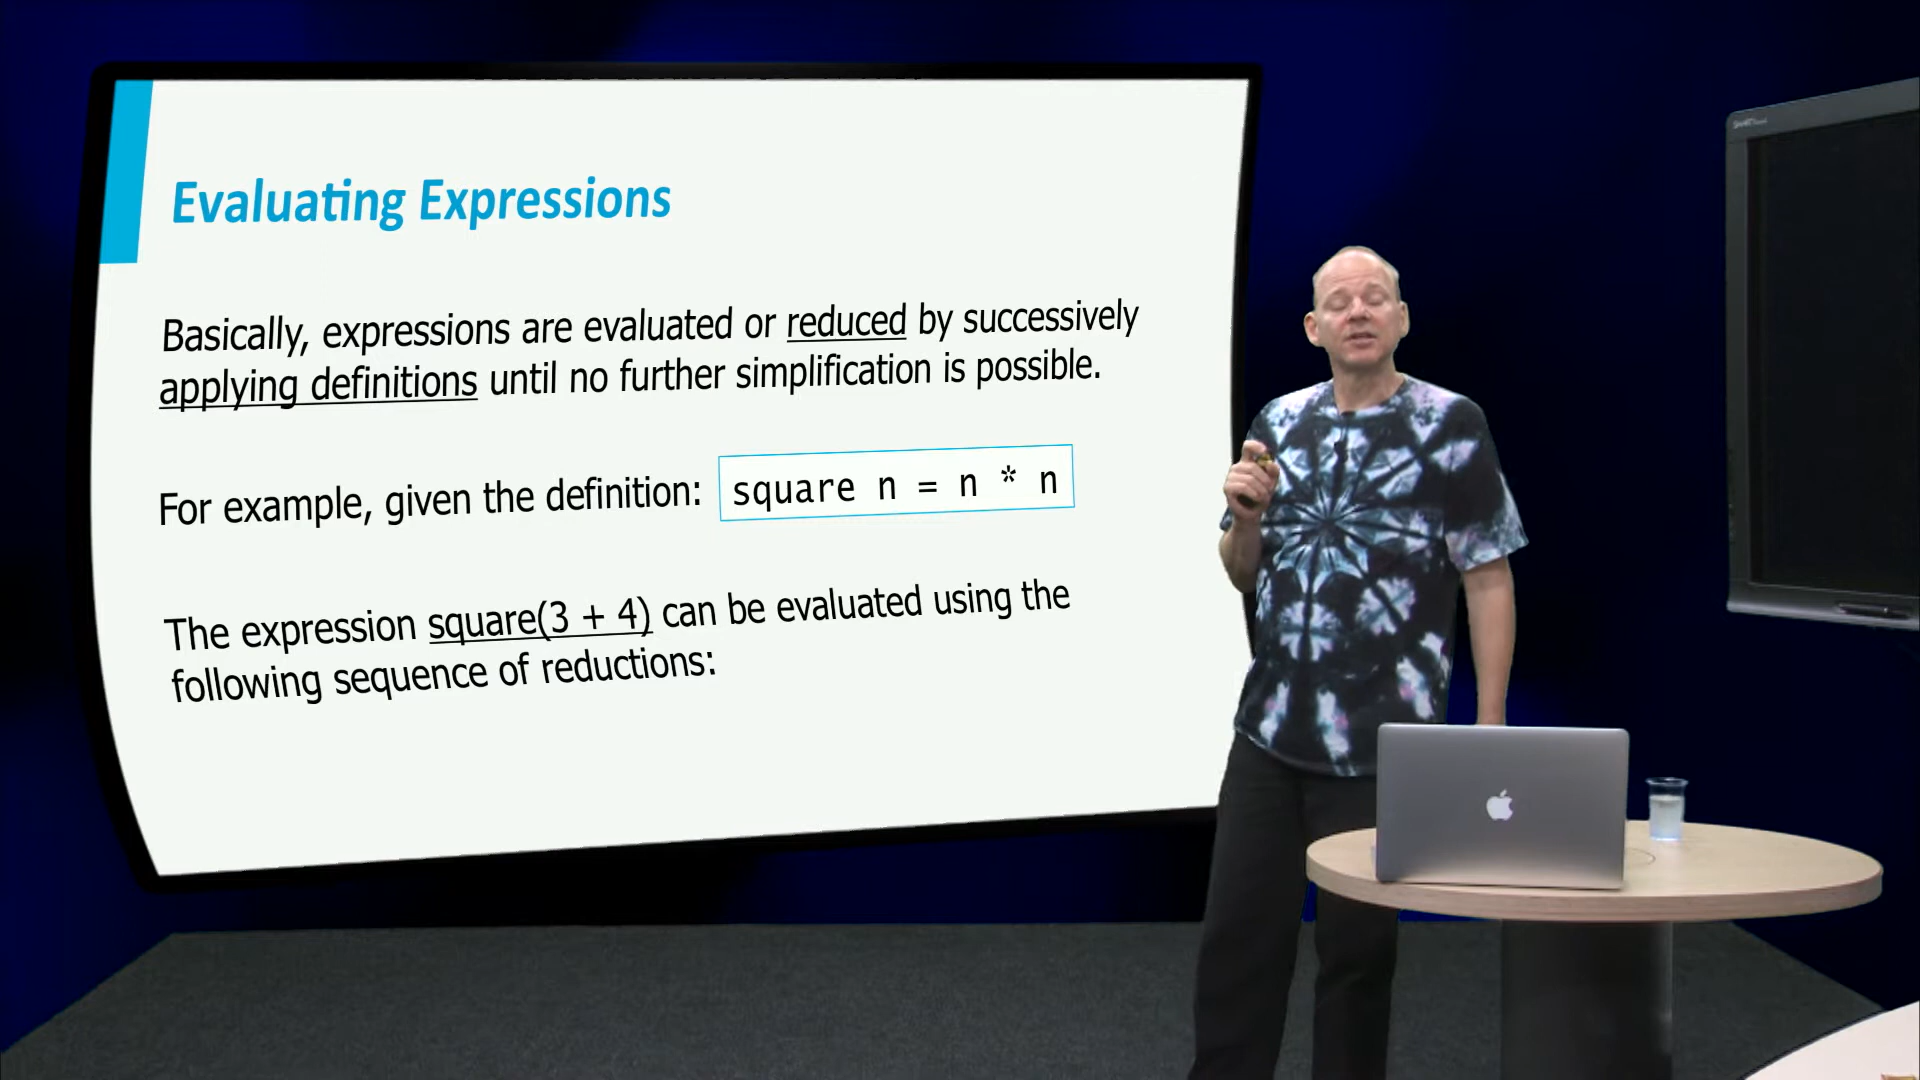 Evaluating Expressions
Basically, expressions are evaluated or reduced by successively
applying definitions until no further simplification is possible.
For example, given the definition: square n = n * n
The expression square(3 + 4) can be evaluated using the
following sequence of reductions: